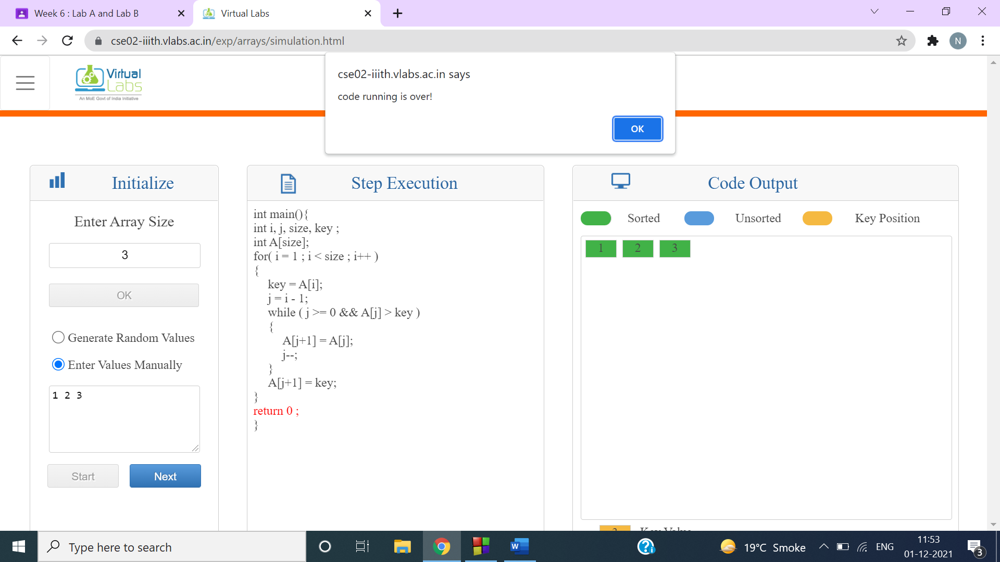 Week 6 : Lab A and Lab B
Virtual Labs
cse02-iiith.vlabs.ac.in/exp/arrays/simulation.html
N
Virtual
Labs
An MoE Govt of India Initiative
cse02-iiith.vlabs.ac.in says
code running is over!
OK
Initialize
Enter Array Size
3
OK
Generate Random Values
Enter Values Manually
1 2 3
Start Next
Step Execution
int main(){
int i, j, size, key ;
int A[size];
for( i = 1 ; i < size ; i++ )
{
key = A[i];
j = i - 1;
while ( j >= 0 && A[j] > key )
{
A[j+1] = A[j];
j--;
}
A[j+1] = key;
}
return 0 ;
}
Code Output
Sorted Unsorted Key Position
1 2 3
Key Value
Type here to search
W
19°C Smoke
ENG
11:53
01-12-2021
3